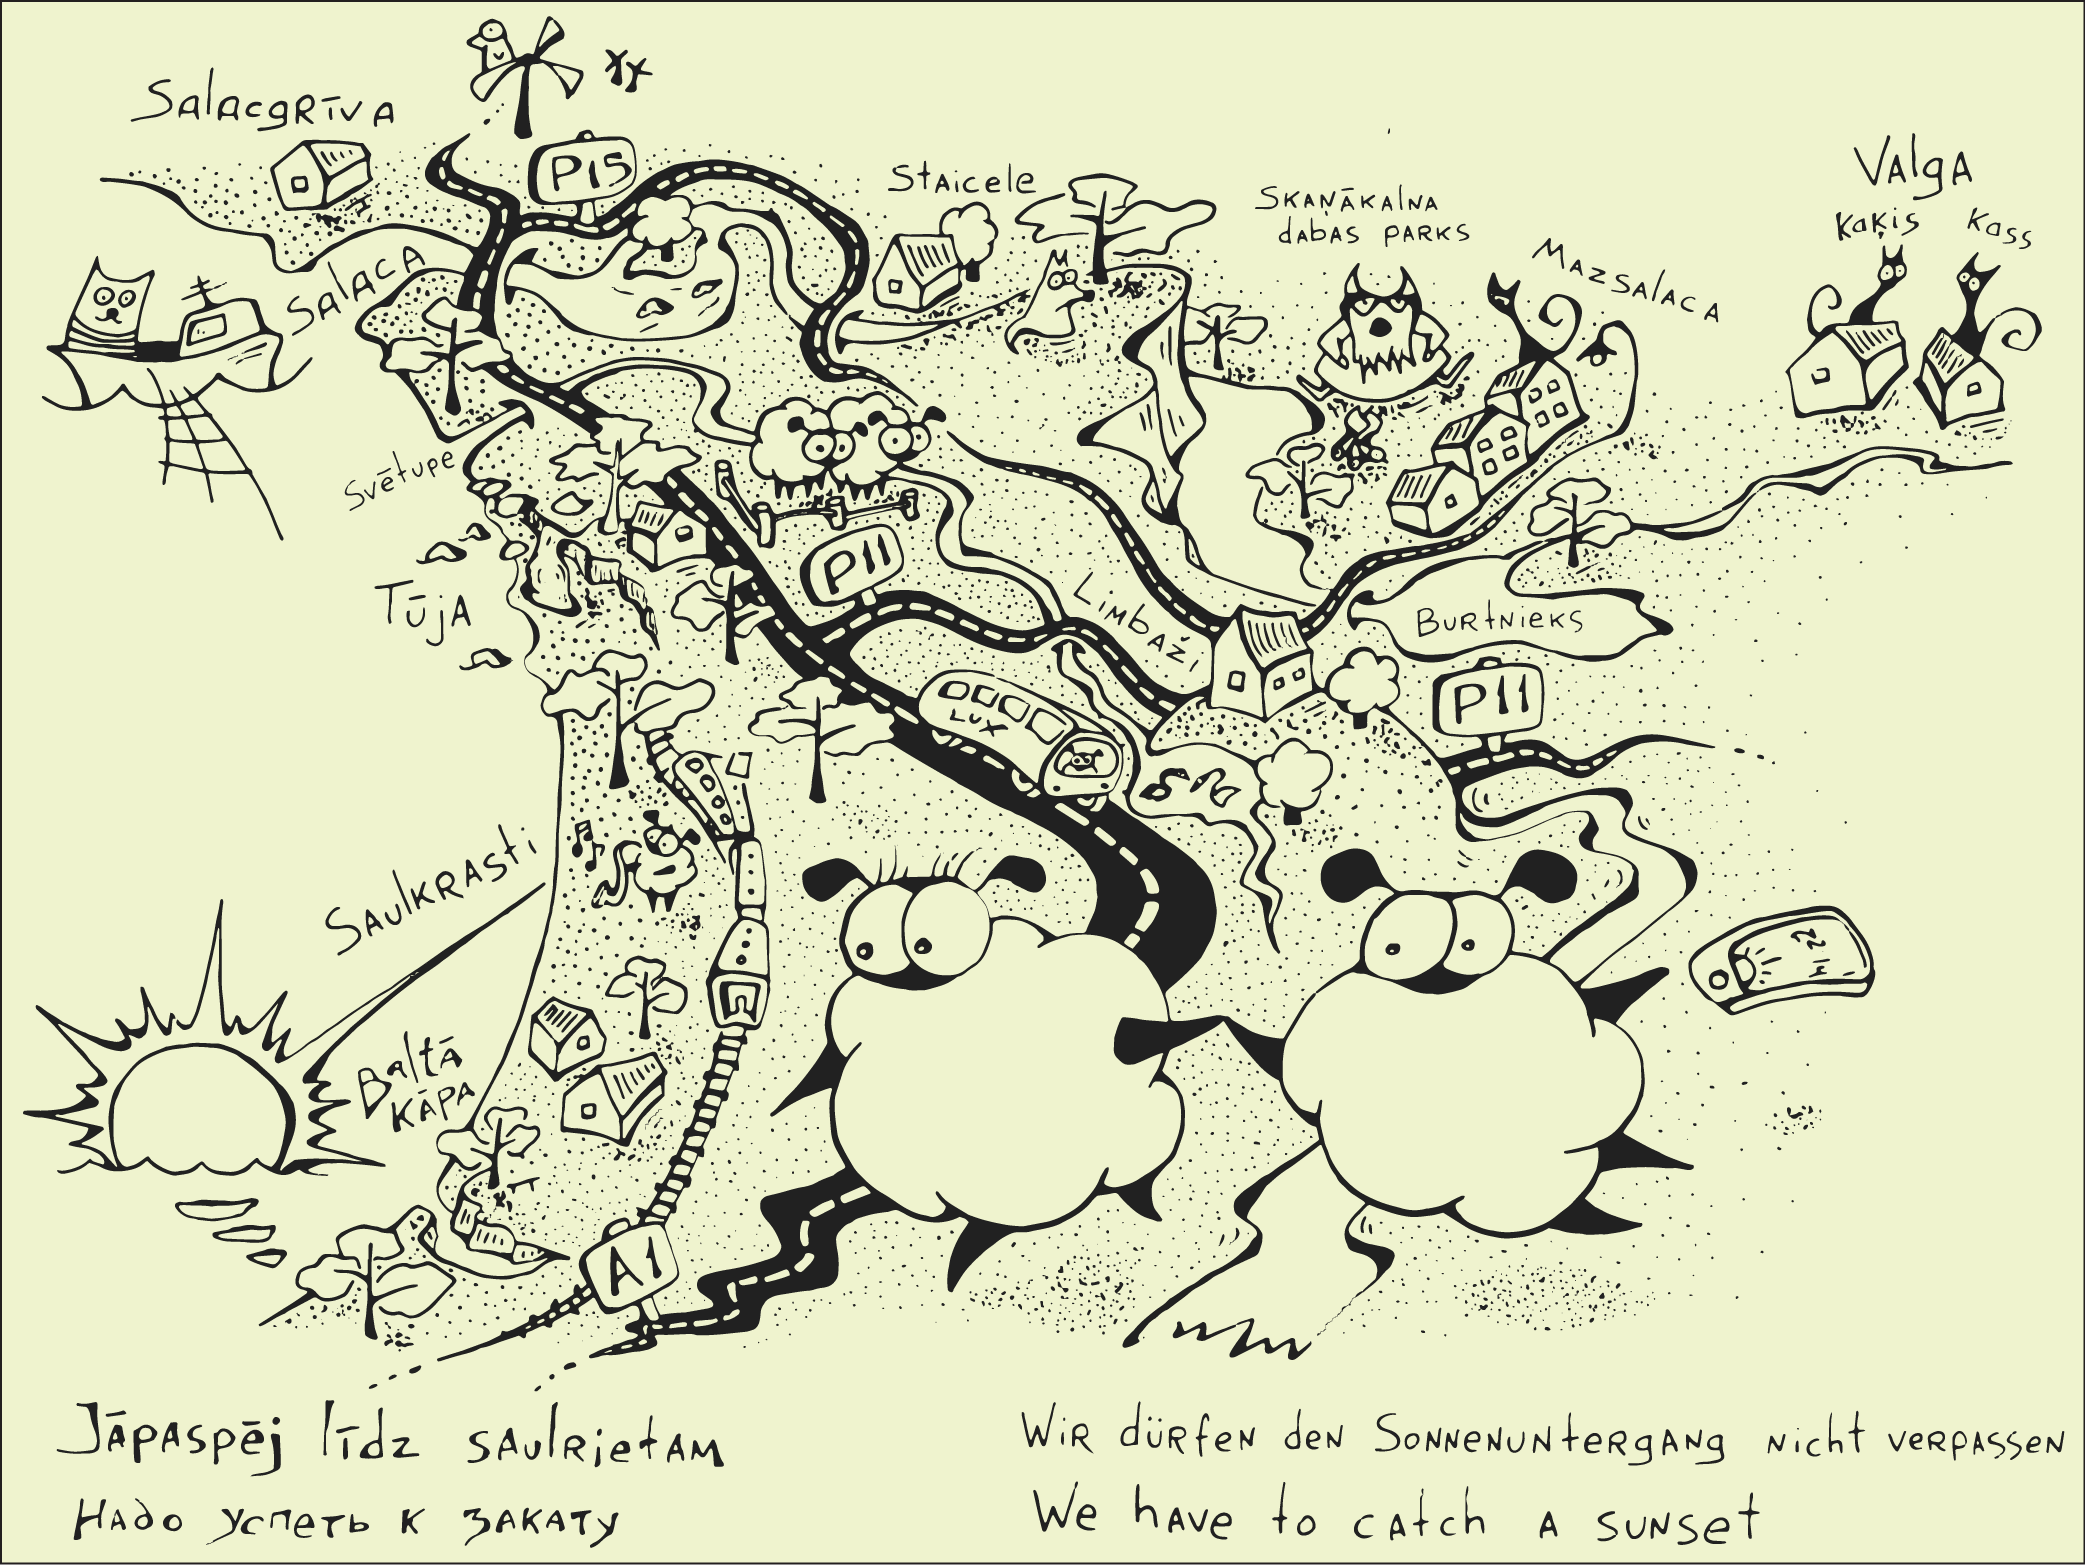 Salacgrīva
P15
Staicele
Skaņākalna
dabas parks
Mazsalaca
Valga
kaķis
kass
Salaca
Svētupe
Tūja
P11
Limbaži
Burtnieks
P11
LUX
Saulkrasti
Baltā
kāpa
A1
Jāpaspēj līdz saulrietam
Надо успеть к закату
Wir dürfen den Sonnenuntergang nicht verpassen
We have to catch a sunset